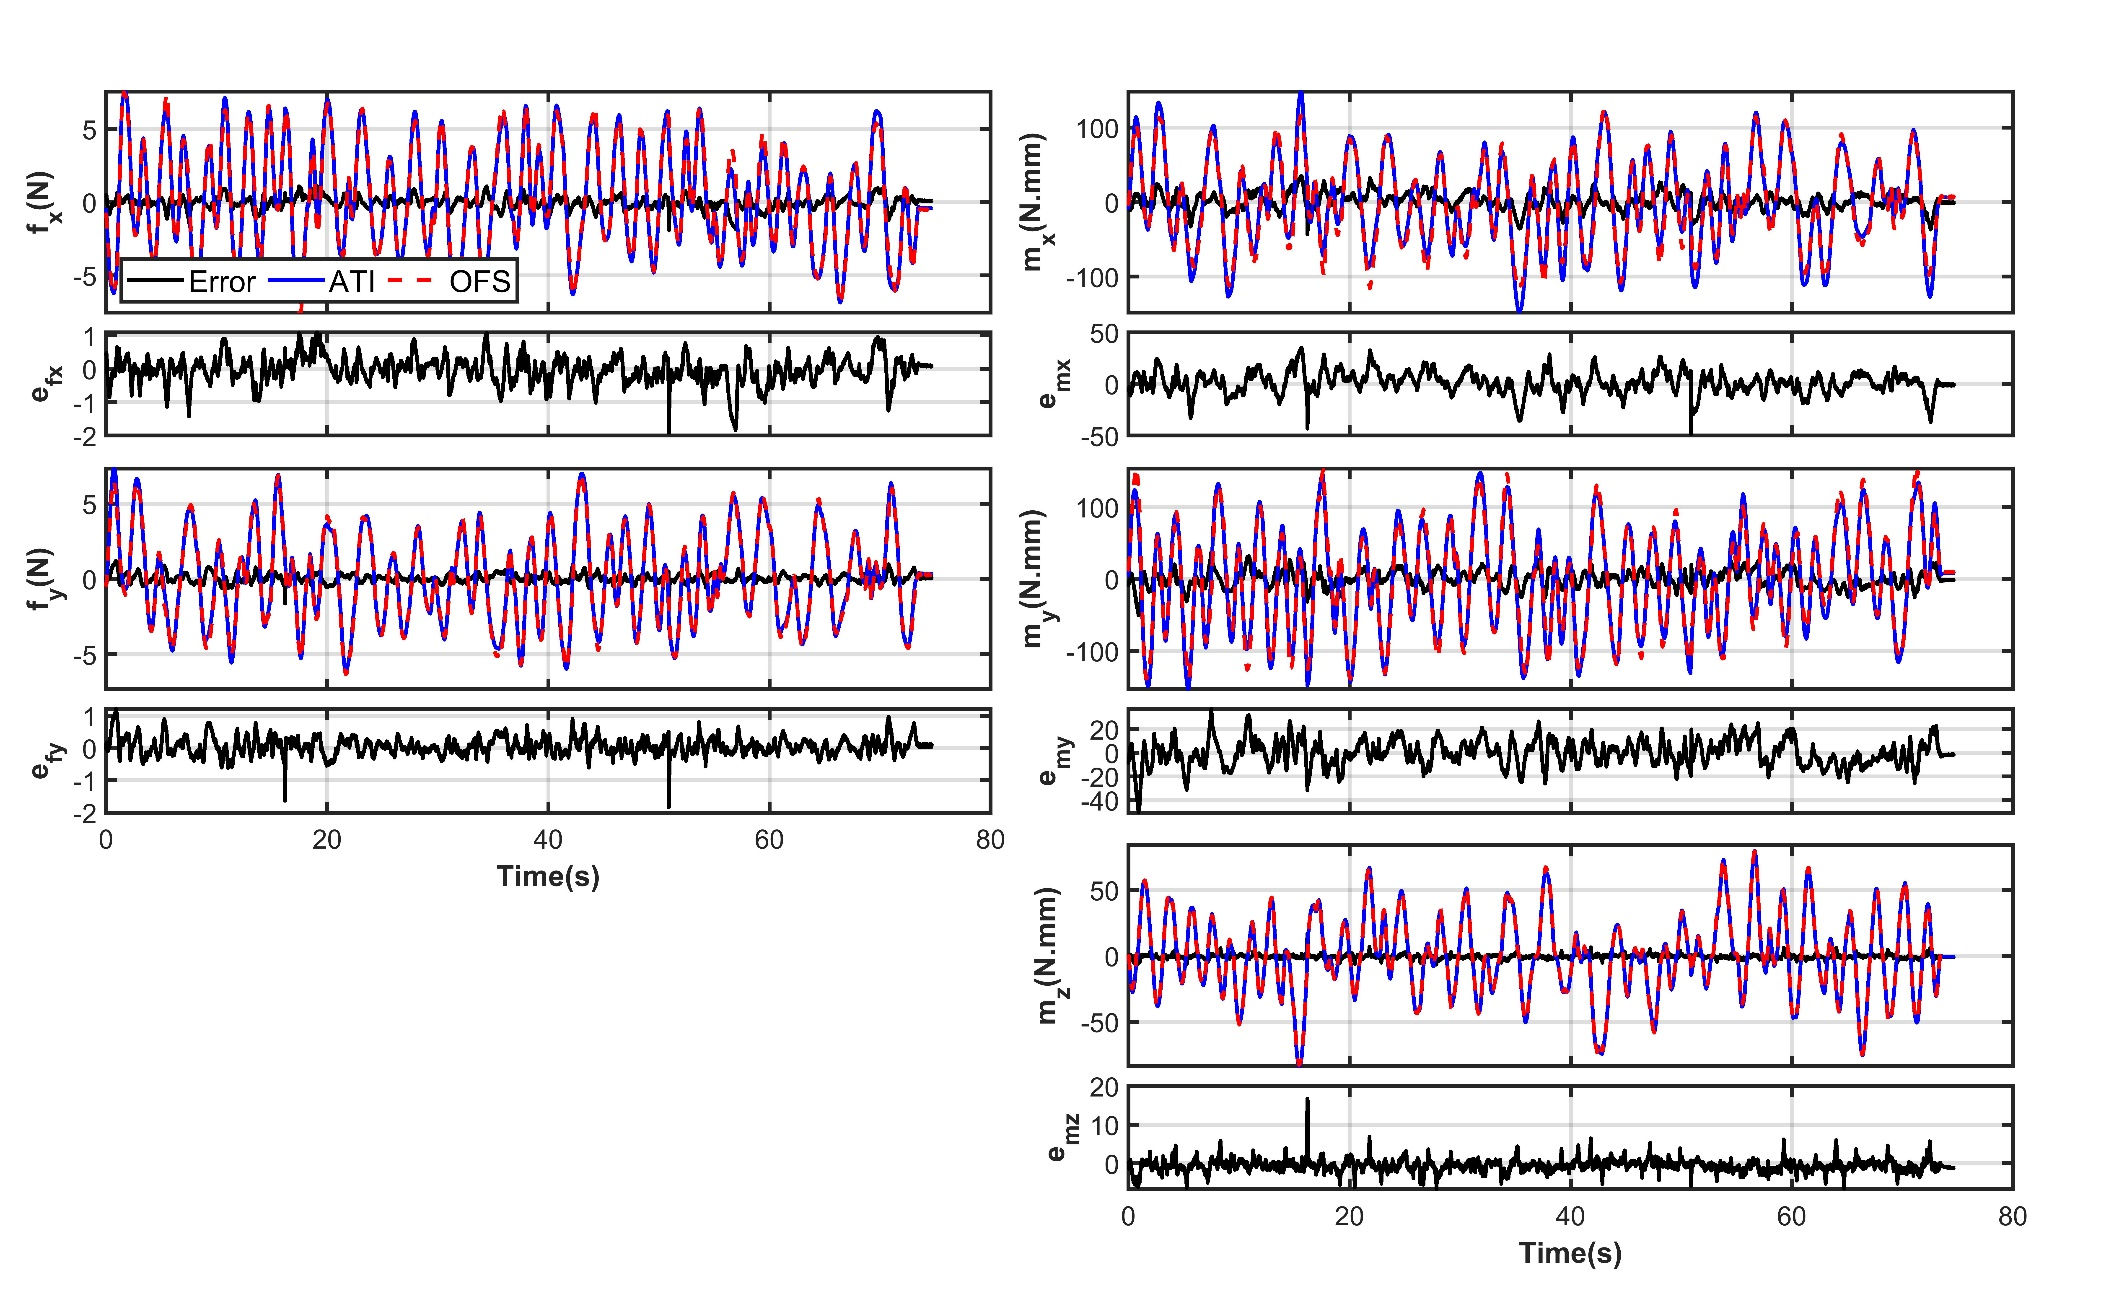 5
0
-5
f_x(N)
Error ATI OFS
1
0
-1
-2
e_fx
5
0
-5
f_y(N)
1
0
-1
-2
e_fy
0 20 40 60 80
Time(s)
100
0
-100
m_x(N.mm)
50
0
-50
e_mx
100
0
-100
m_y(N.mm)
20
0
-20
-40
e_my
50
0
-50
m_z(N.mm)
20
10
0
e_mz
0 20 40 60 80
Time(s)